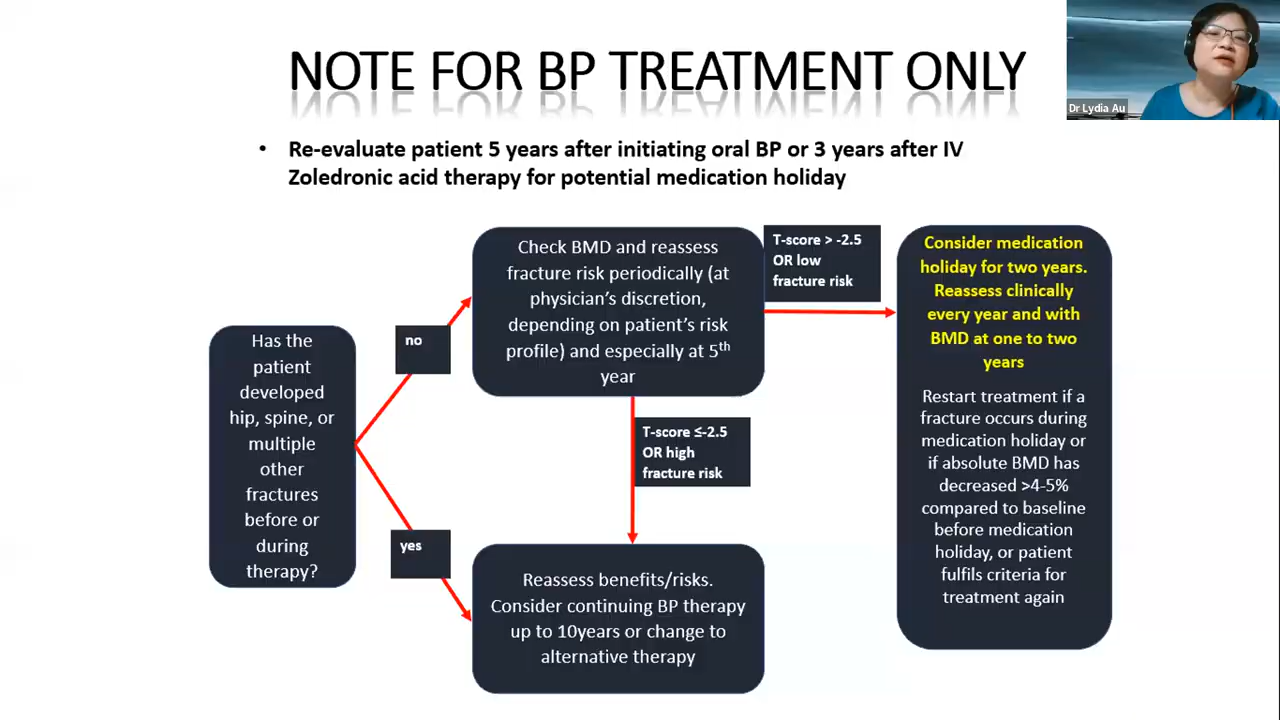 NOTE FOR BP TREATMENT ONLY
Dr Lydia Au
• Re-evaluate patient 5 years after initiating oral BP or 3 years after IV
Zoledronic acid therapy for potential medication holiday
Has the
patient
developed
hip, spine, or
multiple
other
fractures
before or
during
therapy?
no
yes
Check BMD and reassess
fracture risk periodically (at
physician's discretion,
depending on patient's risk
profile) and especially at 5th
year
T-score > -2.5
OR low
fracture risk
T-score ≤-2.5
OR high
fracture risk
Reassess benefits/risks.
Consider continuing BP therapy
up to 10years or change to
alternative therapy
Consider medication
holiday for two years.
Reassess clinically
every year and with
BMD at one to two
years
Restart treatment if a
fracture occurs during
medication holiday or
if absolute BMD has
decreased >4-5%
compared to baseline
before medication
holiday, or patient
fulfils criteria for
treatment again